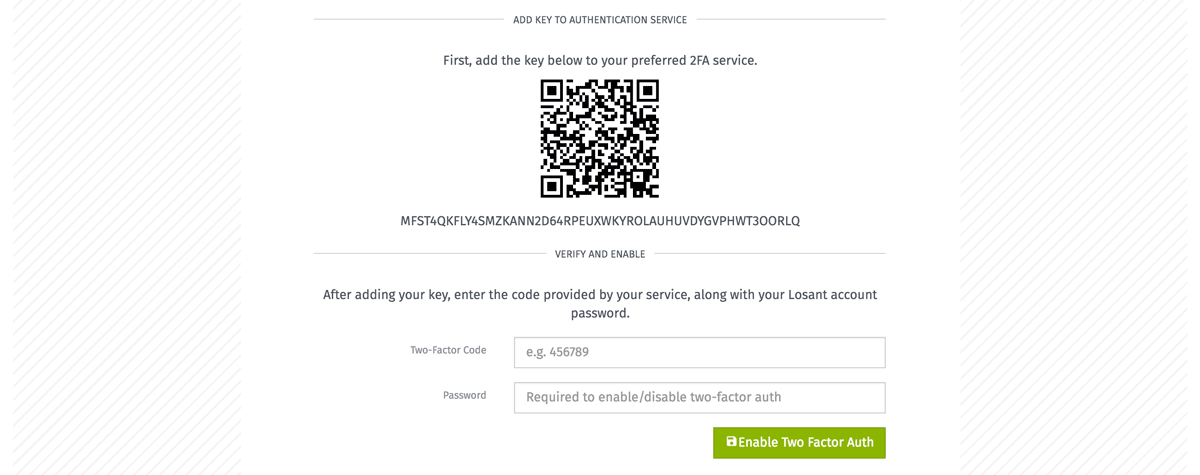 ADD KEY TO AUTHENTICATION SERVICE
First, add the key below to your preferred 2FA service.
MFST4QKFLY4SMZKANN2D64RPEUXWKYROLAUHUVDYGVPHWT3OORLQ
VERIFY AND ENABLE
After adding your key, enter the code provided by your service, along with your Losant account
password.
Two-Factor Code
e.g. 456789
Password
Required to enable/disable two-factor auth
Enable Two Factor Auth